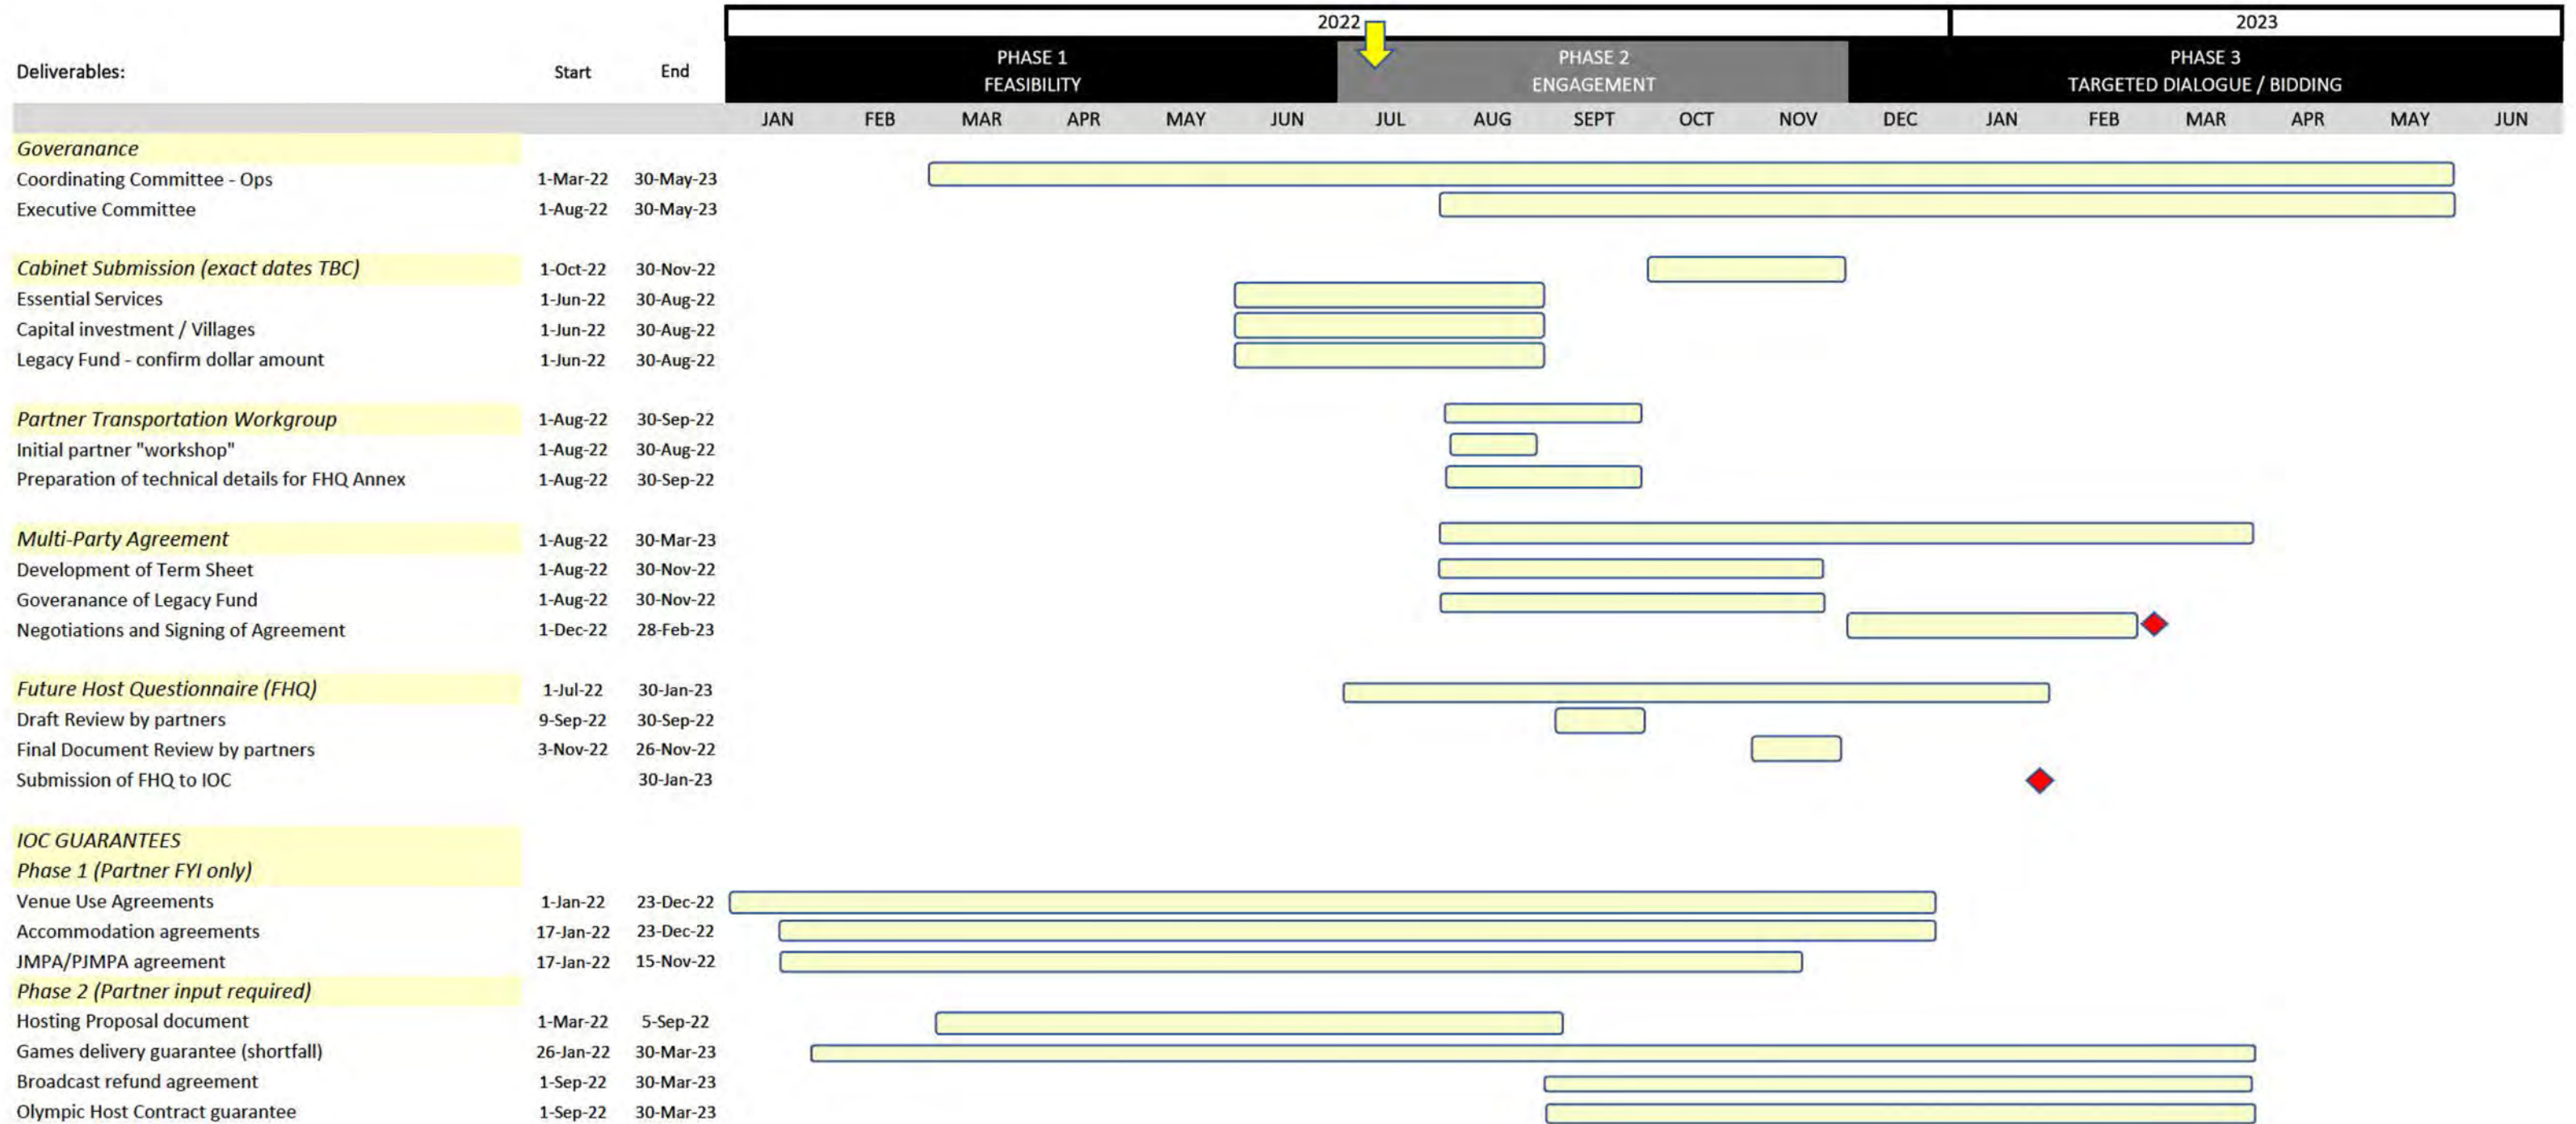 2022 2023
Deliverables: Start End PHASE 1 FEASIBILITY PHASE 2 ENGAGEMENT PHASE 3 TARGETED DIALOGUE / BIDDING
JAN FEB MAR APR MAY JUN JUL AUG SEPT OCT NOV DEC JAN FEB MAR APR MAY JUN
Goveranance
Coordinating Committee - Ops 1-Mar-22 30-May-23
Executive Committee 1-Aug-22 30-May-23
Cabinet Submission (exact dates TBC) 1-Oct-22 30-Nov-22
Essential Services 1-Jun-22 30-Aug-22
Capital investment / Villages 1-Jun-22 30-Aug-22
Legacy Fund - confirm dollar amount 1-Jun-22 30-Aug-22
Partner Transportation Workgroup 1-Aug-22 30-Sep-22
Initial partner "workshop" 1-Aug-22 30-Aug-22
Preparation of technical details for FHQ Annex 1-Aug-22 30-Sep-22
Multi-Party Agreement 1-Aug-22 30-Mar-23
Development of Term Sheet 1-Aug-22 30-Nov-22
Goveranance of Legacy Fund 1-Aug-22 30-Nov-22
Negotiations and Signing of Agreement 1-Dec-22 28-Feb-23
Future Host Questionnaire (FHQ) 1-Jul-22 30-Jan-23
Draft Review by partners 9-Sep-22 30-Sep-22
Final Document Review by partners 3-Nov-22 26-Nov-22
Submission of FHQ to IOC 30-Jan-23
IOC GUARANTEES
Phase 1 (Partner FYI only)
Venue Use Agreements 1-Jan-22 23-Dec-22
Accommodation agreements 17-Jan-22 23-Dec-22
JMPA/PJMPA agreement 17-Jan-22 15-Nov-22
Phase 2 (Partner input required)
Hosting Proposal document 1-Mar-22 5-Sep-22
Games delivery guarantee (shortfall) 26-Jan-22 30-Mar-23
Broadcast refund agreement 1-Sep-22 30-Mar-23
Olympic Host Contract guarantee 1-Sep-22 30-Mar-23